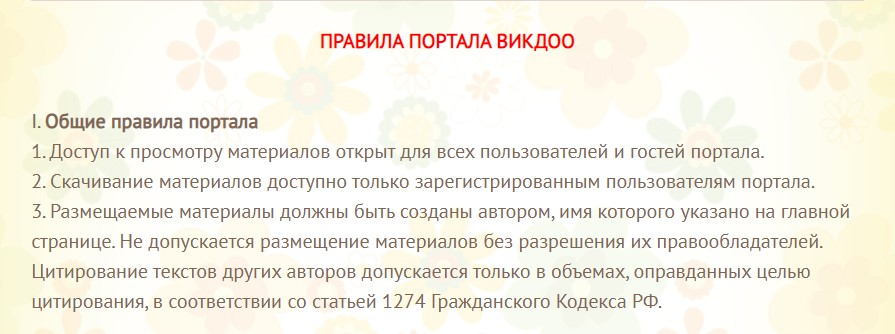 ПРАВИЛА ПОРТАЛА ВИКДОО
I. Общие правила портала
1. Доступ к просмотру материалов открыт для всех пользователей и гостей портала.
2. Скачивание материалов доступно только зарегистрированным пользователям портала.
3. Размещаемые материалы должны быть созданы автором, имя которого указано на главной
странице. Не допускается размещение материалов без разрешения их правообладателей.
Цитирование текстов других авторов допускается только в объемах, оправданных целью
цитирования, в соответствии со статьей 1274 Гражданского Кодекса РФ.